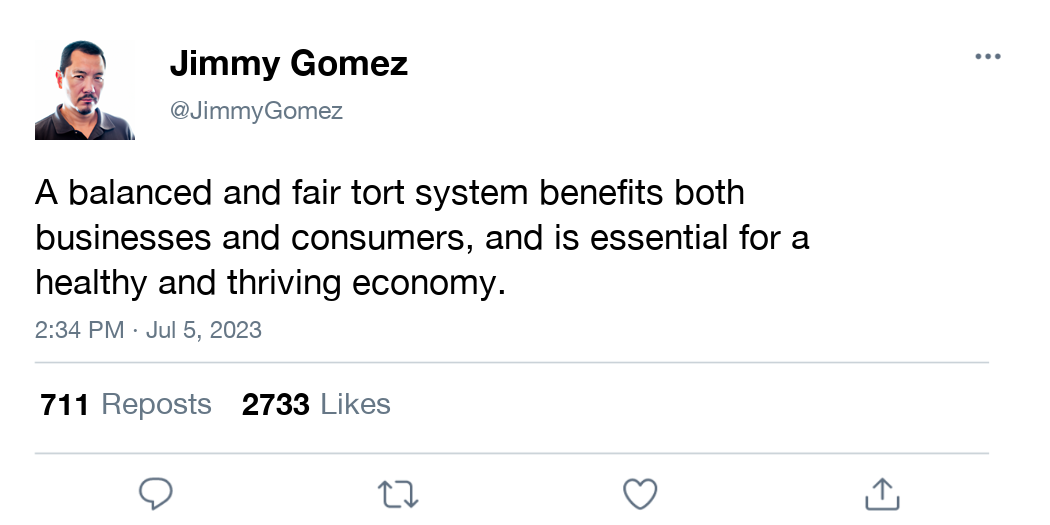 Jimmy Gomez
@JimmyGomez
A balanced and fair tort system benefits both
businesses and consumers, and is essential for a
healthy and thriving economy.
2:34 PM · Jul 5, 2023
711 Reposts 2733 Likes